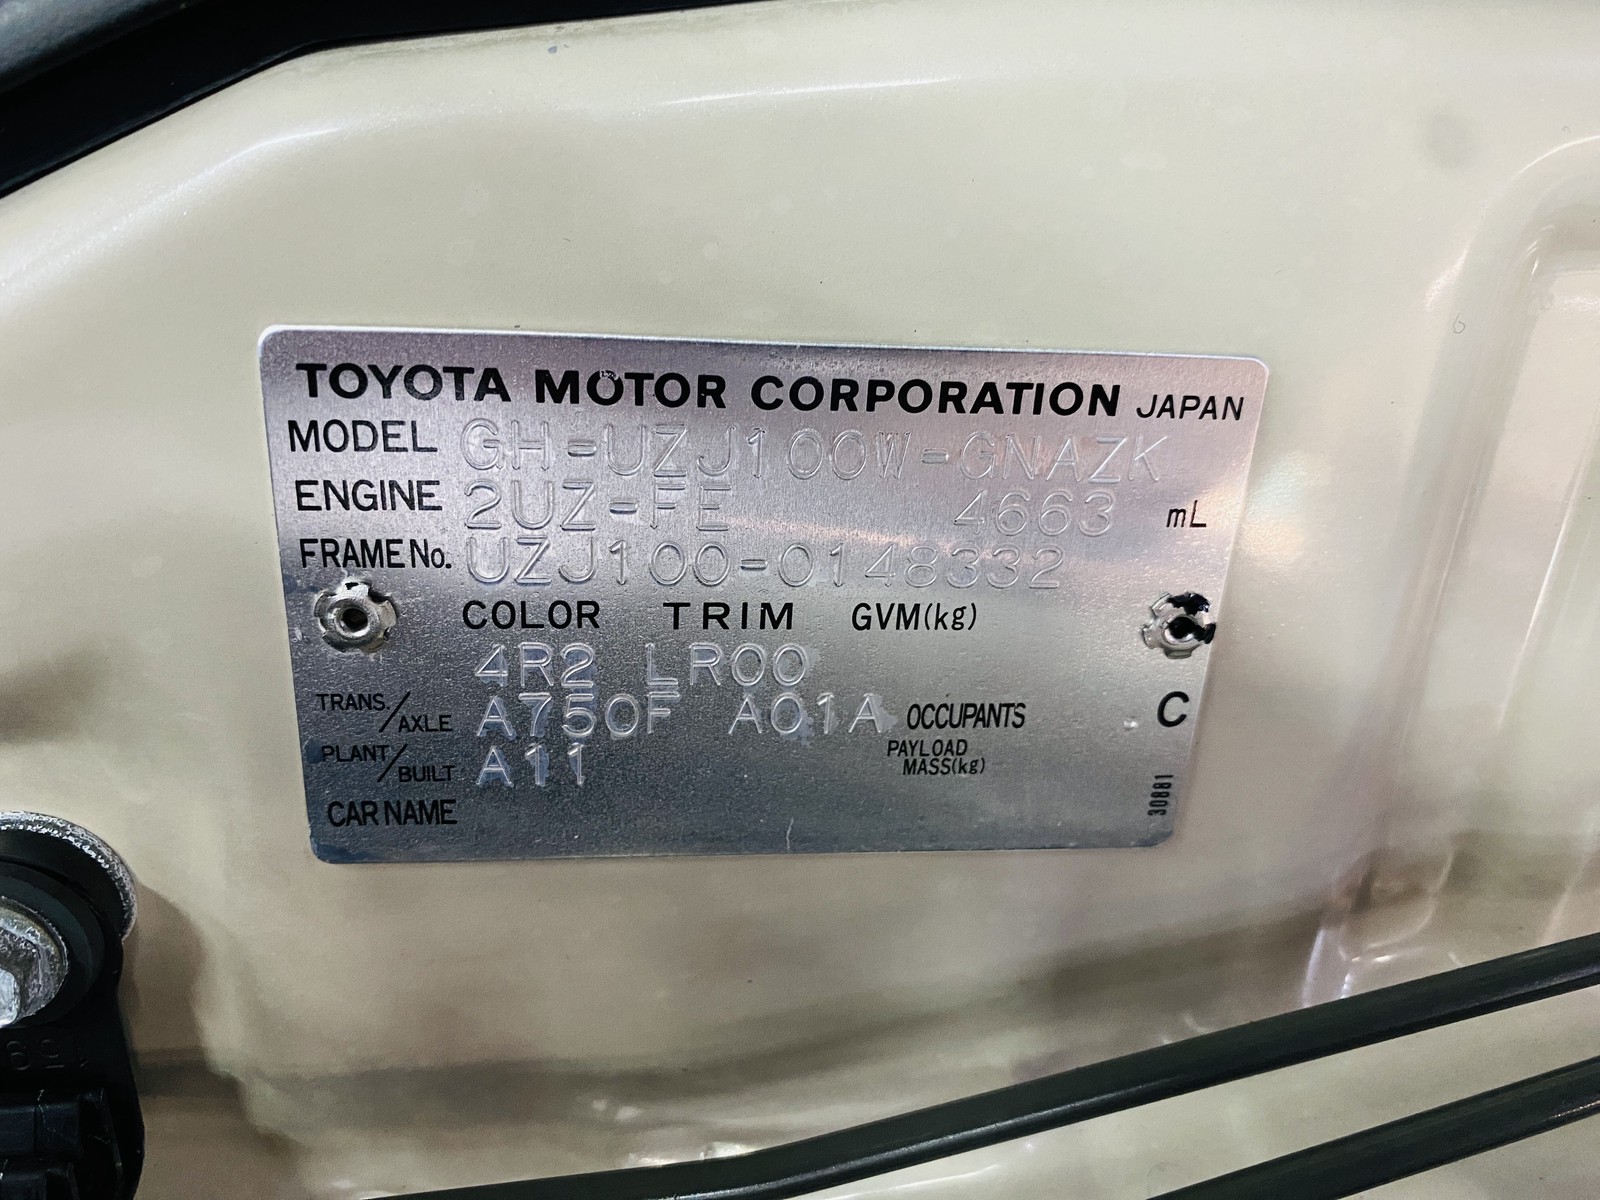 TOYOTA MOTOR CORPORATION JAPAN
MODEL GH-UZJ100W-GNAZK
ENGINE 2UZ-FE 4663 mL
FRAME No. UZJ100-0148332
COLOR TRIM GVM(kg)
4R2 LR00
TRANS./AXLE A750F A01A OCCUPANTS C
PLANT/BUILT A11 PAYLOAD MASS(kg)
CAR NAME
30881